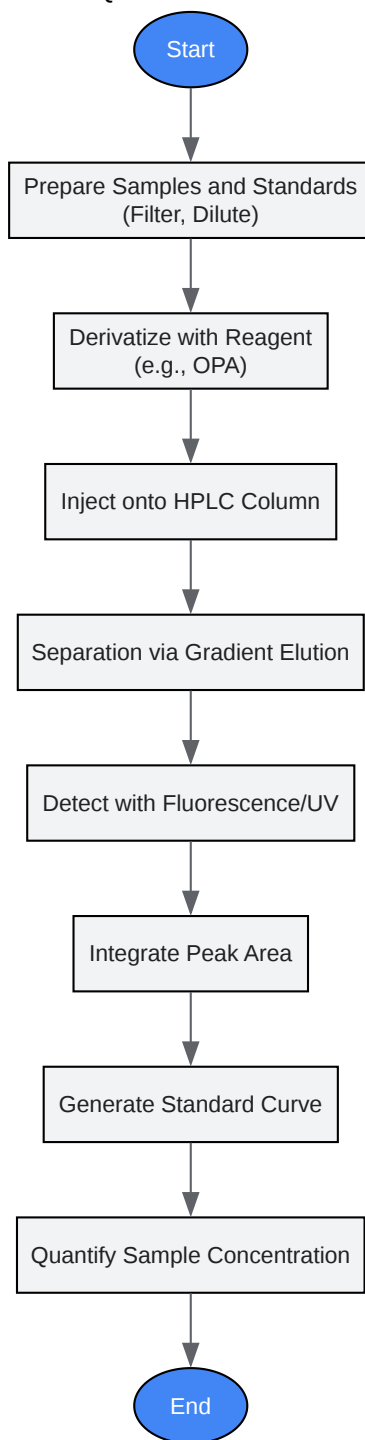 Start
Prepare Samples and Standards
(Filter, Dilute)
Derivatize with Reagent
(e.g., OPA)
Inject onto HPLC Column
Separation via Gradient Elution
Detect with Fluorescence/UV
Integrate Peak Area
Generate Standard Curve
Quantify Sample Concentration
End